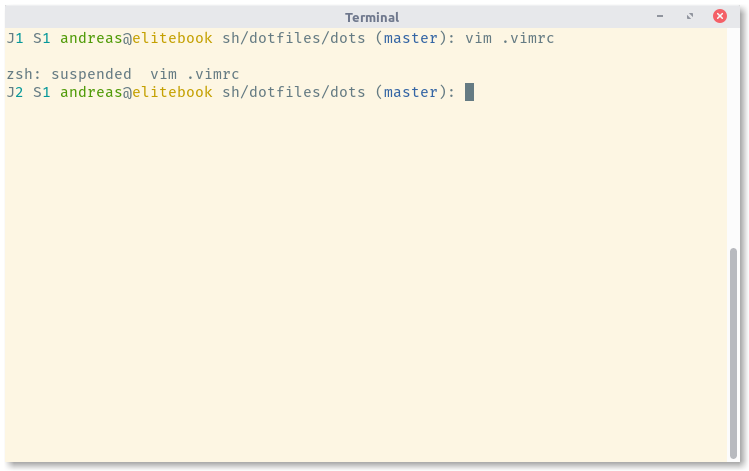 Terminal
J1 S1 andreas@elitebook sh/dotfiles/dots (master): vim .vimrc
zsh: suspended  vim .vimrc
J2 S1 andreas@elitebook sh/dotfiles/dots (master):